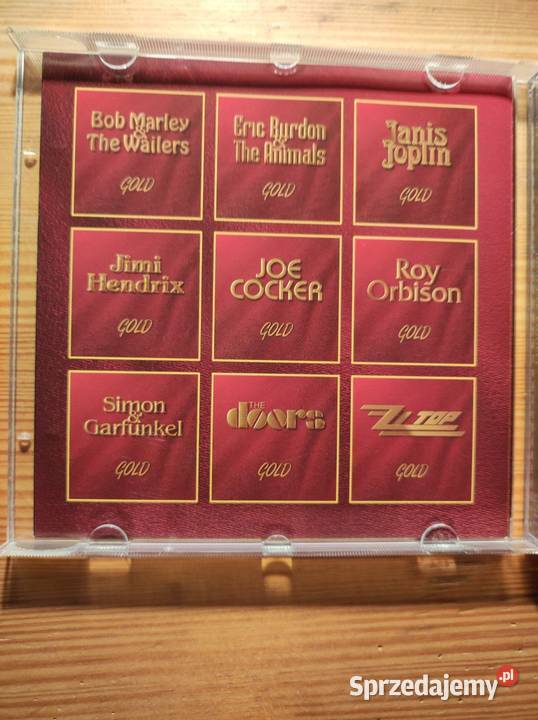 Bob Marley
&
The Wailers
GOLD
Eric Burdon
&
The Animals
GOLD
Janis
Joplin
GOLD
Jimi
Hendrix
GOLD
JOE
COCKER
GOLD
Roy
Orbison
GOLD
Simon
&
Garfunkel
GOLD
THE
doors
GOLD
ZZ TOP
GOLD
Sprzedajemy.pl